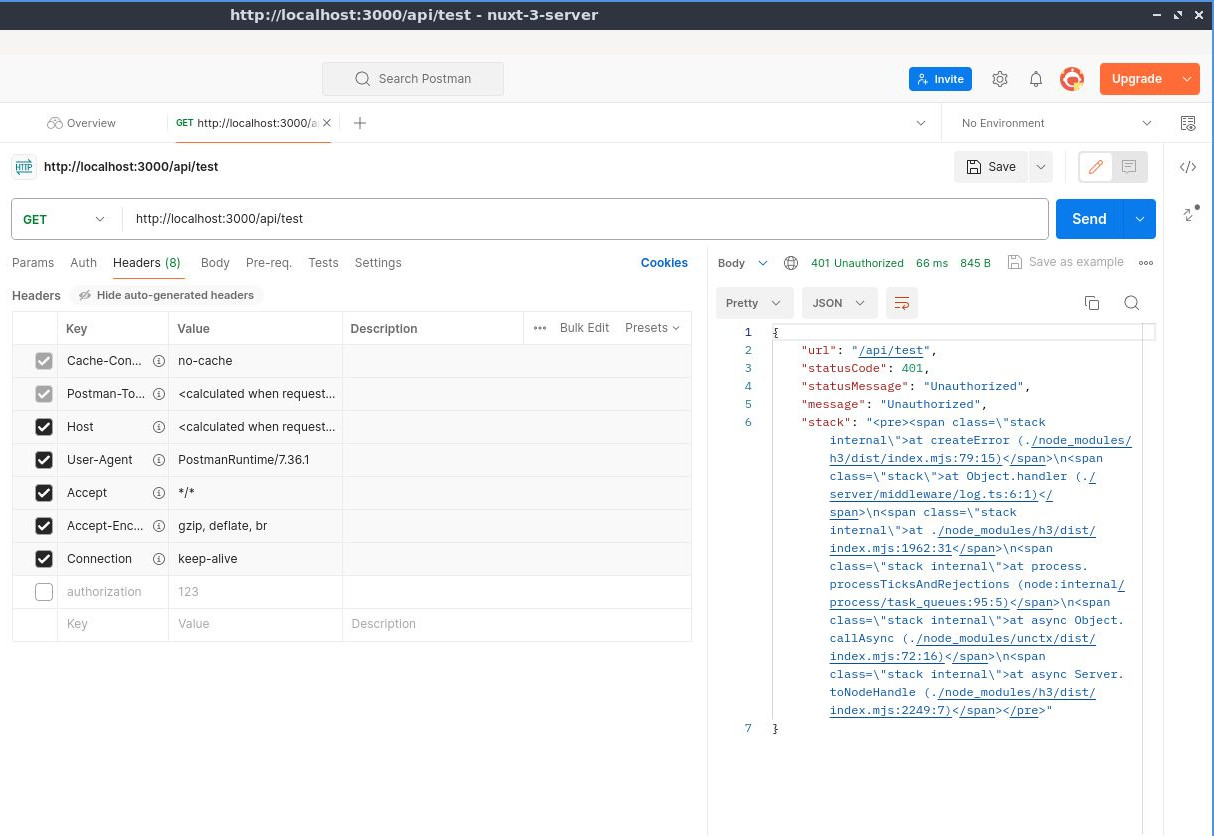 http://localhost:3000/api/test - nuxt-3-server
Search Postman
Invite
Upgrade
Overview
GET http://localhost:3000/a
No Environment
HTTP http://localhost:3000/api/test
Save
GET
http://localhost:3000/api/test
Send
Params Auth Headers (8) Body Pre-req. Tests Settings
Cookies
Body
401 Unauthorized 66 ms 845 B
Save as example
Headers
Hide auto-generated headers
Pretty
JSON
Key Value Description
Bulk Edit Presets
Cache-Con... no-cache
Postman-To... <calculated when request...
Host <calculated when request...
User-Agent PostmanRuntime/7.36.1
Accept */*
Accept-Enc... gzip, deflate, br
Connection keep-alive
authorization 123
Key Value Description
1 {
2 "url": "/api/test",
3 "statusCode": 401,
4 "statusMessage": "Unauthorized",
5 "message": "Unauthorized",
6 "stack": "<pre><span class=\"stack
internal\">at createError (./node_modules/
h3/dist/index.mjs:79:15)</span>\n<span
class=\"stack\">at Object.handler (./
server/middleware/log.ts:6:1)</
span>\n<span class=\"stack
internal\">at ./node_modules/h3/dist/
index.mjs:1962:31</span>\n<span
class=\"stack internal\">at process.
processTicksAndRejections (node:internal/
process/task_queues:95:5)</span>\n<span
class=\"stack internal\">at async Object.
callAsync (./node_modules/unctx/dist/
index.mjs:72:16)</span>\n<span
class=\"stack internal\">at async Server.
toNodeHandle (./node_modules/h3/dist/
index.mjs:2249:7)</span></pre>"
7 }